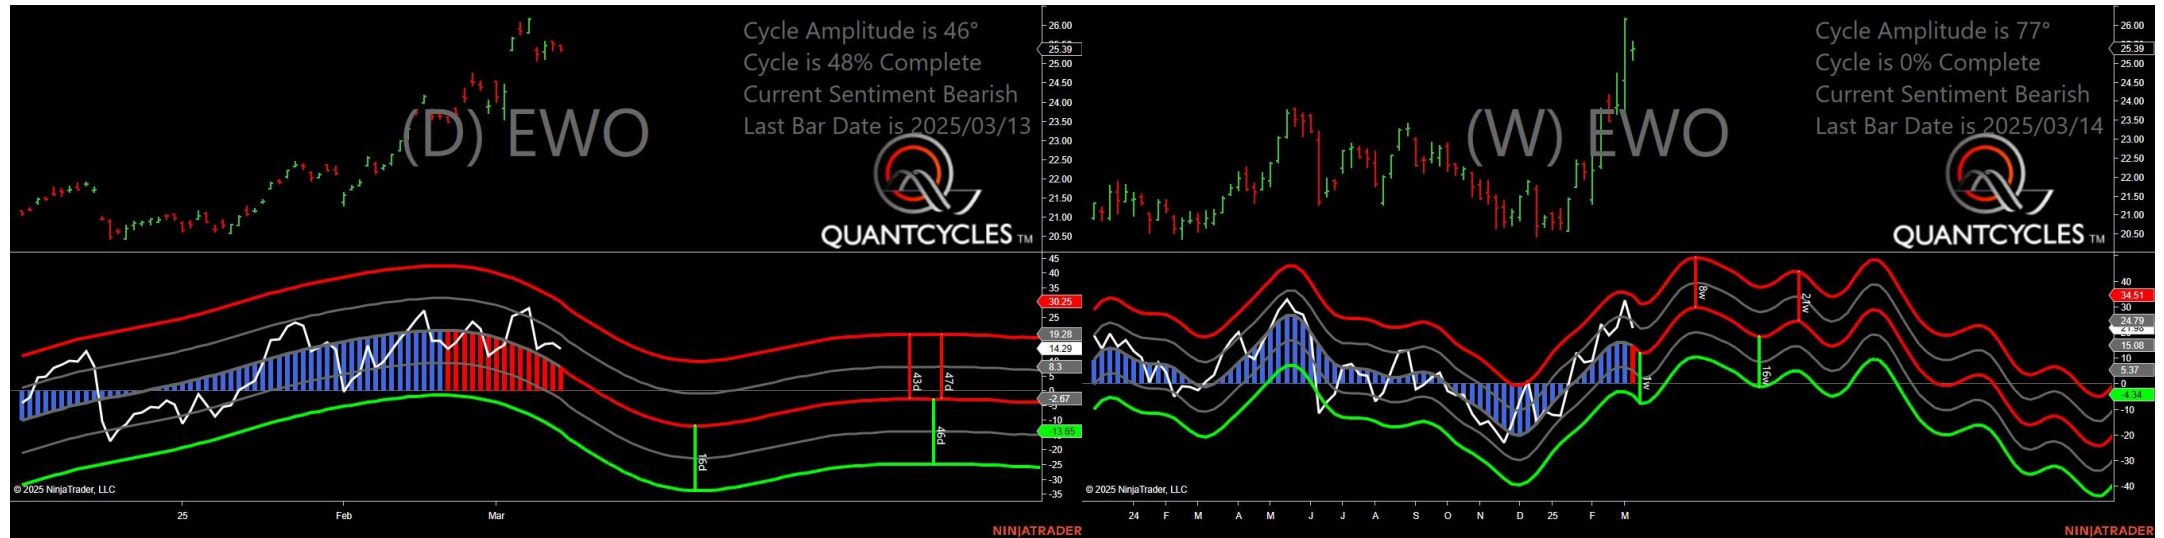 Cycle Amplitude is 46°
Cycle is 48% Complete
Current Sentiment Bearish
Last Bar Date is 2025/03/13
(D) EWO
QUANTCYCLES TM
26.00
25.39
25.00
24.50
24.00
23.50
23.00
22.50
22.00
21.50
21.00
20.50
45
40
35
30.25
25
19.28
14.29
8.3
5
-2.67
-10
-13.65
-20
-25
-30
-35
16d
43d
47d
46d
© 2025 NinjaTrader, LLC
25 Feb Mar
NINJATRADER
Cycle Amplitude is 77°
Cycle is 0% Complete
Current Sentiment Bearish
Last Bar Date is 2025/03/14
(W) EWO
QUANTCYCLES TM
26.00
25.39
25.00
24.50
24.00
23.50
23.00
22.50
22.00
21.50
21.00
20.50
40
34.51
30
24.79
21.98
15.08
10
5.37
0
-4.34
-10
-20
-30
-40
1w
8w
16w
21w
© 2025 NinjaTrader, LLC
24 F M A M J J A S O N D 25 F M
NINJATRADER